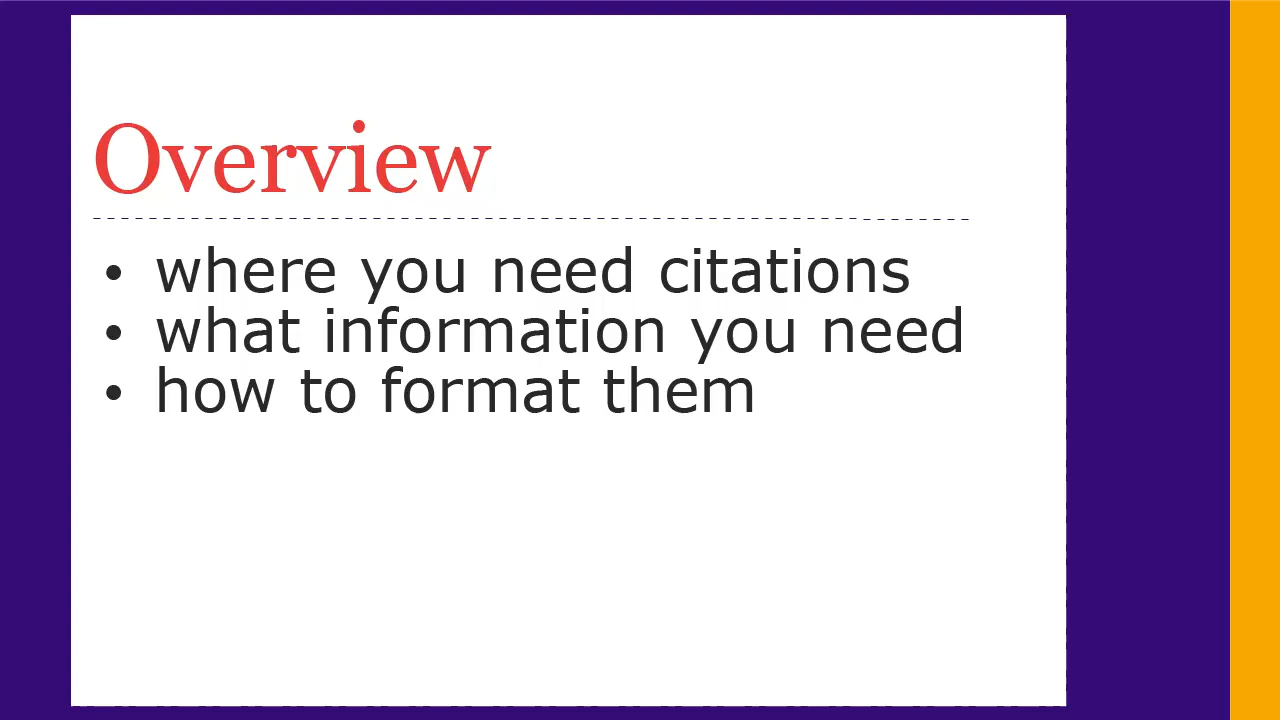 Overview
• where you need citations
• what information you need
• how to format them